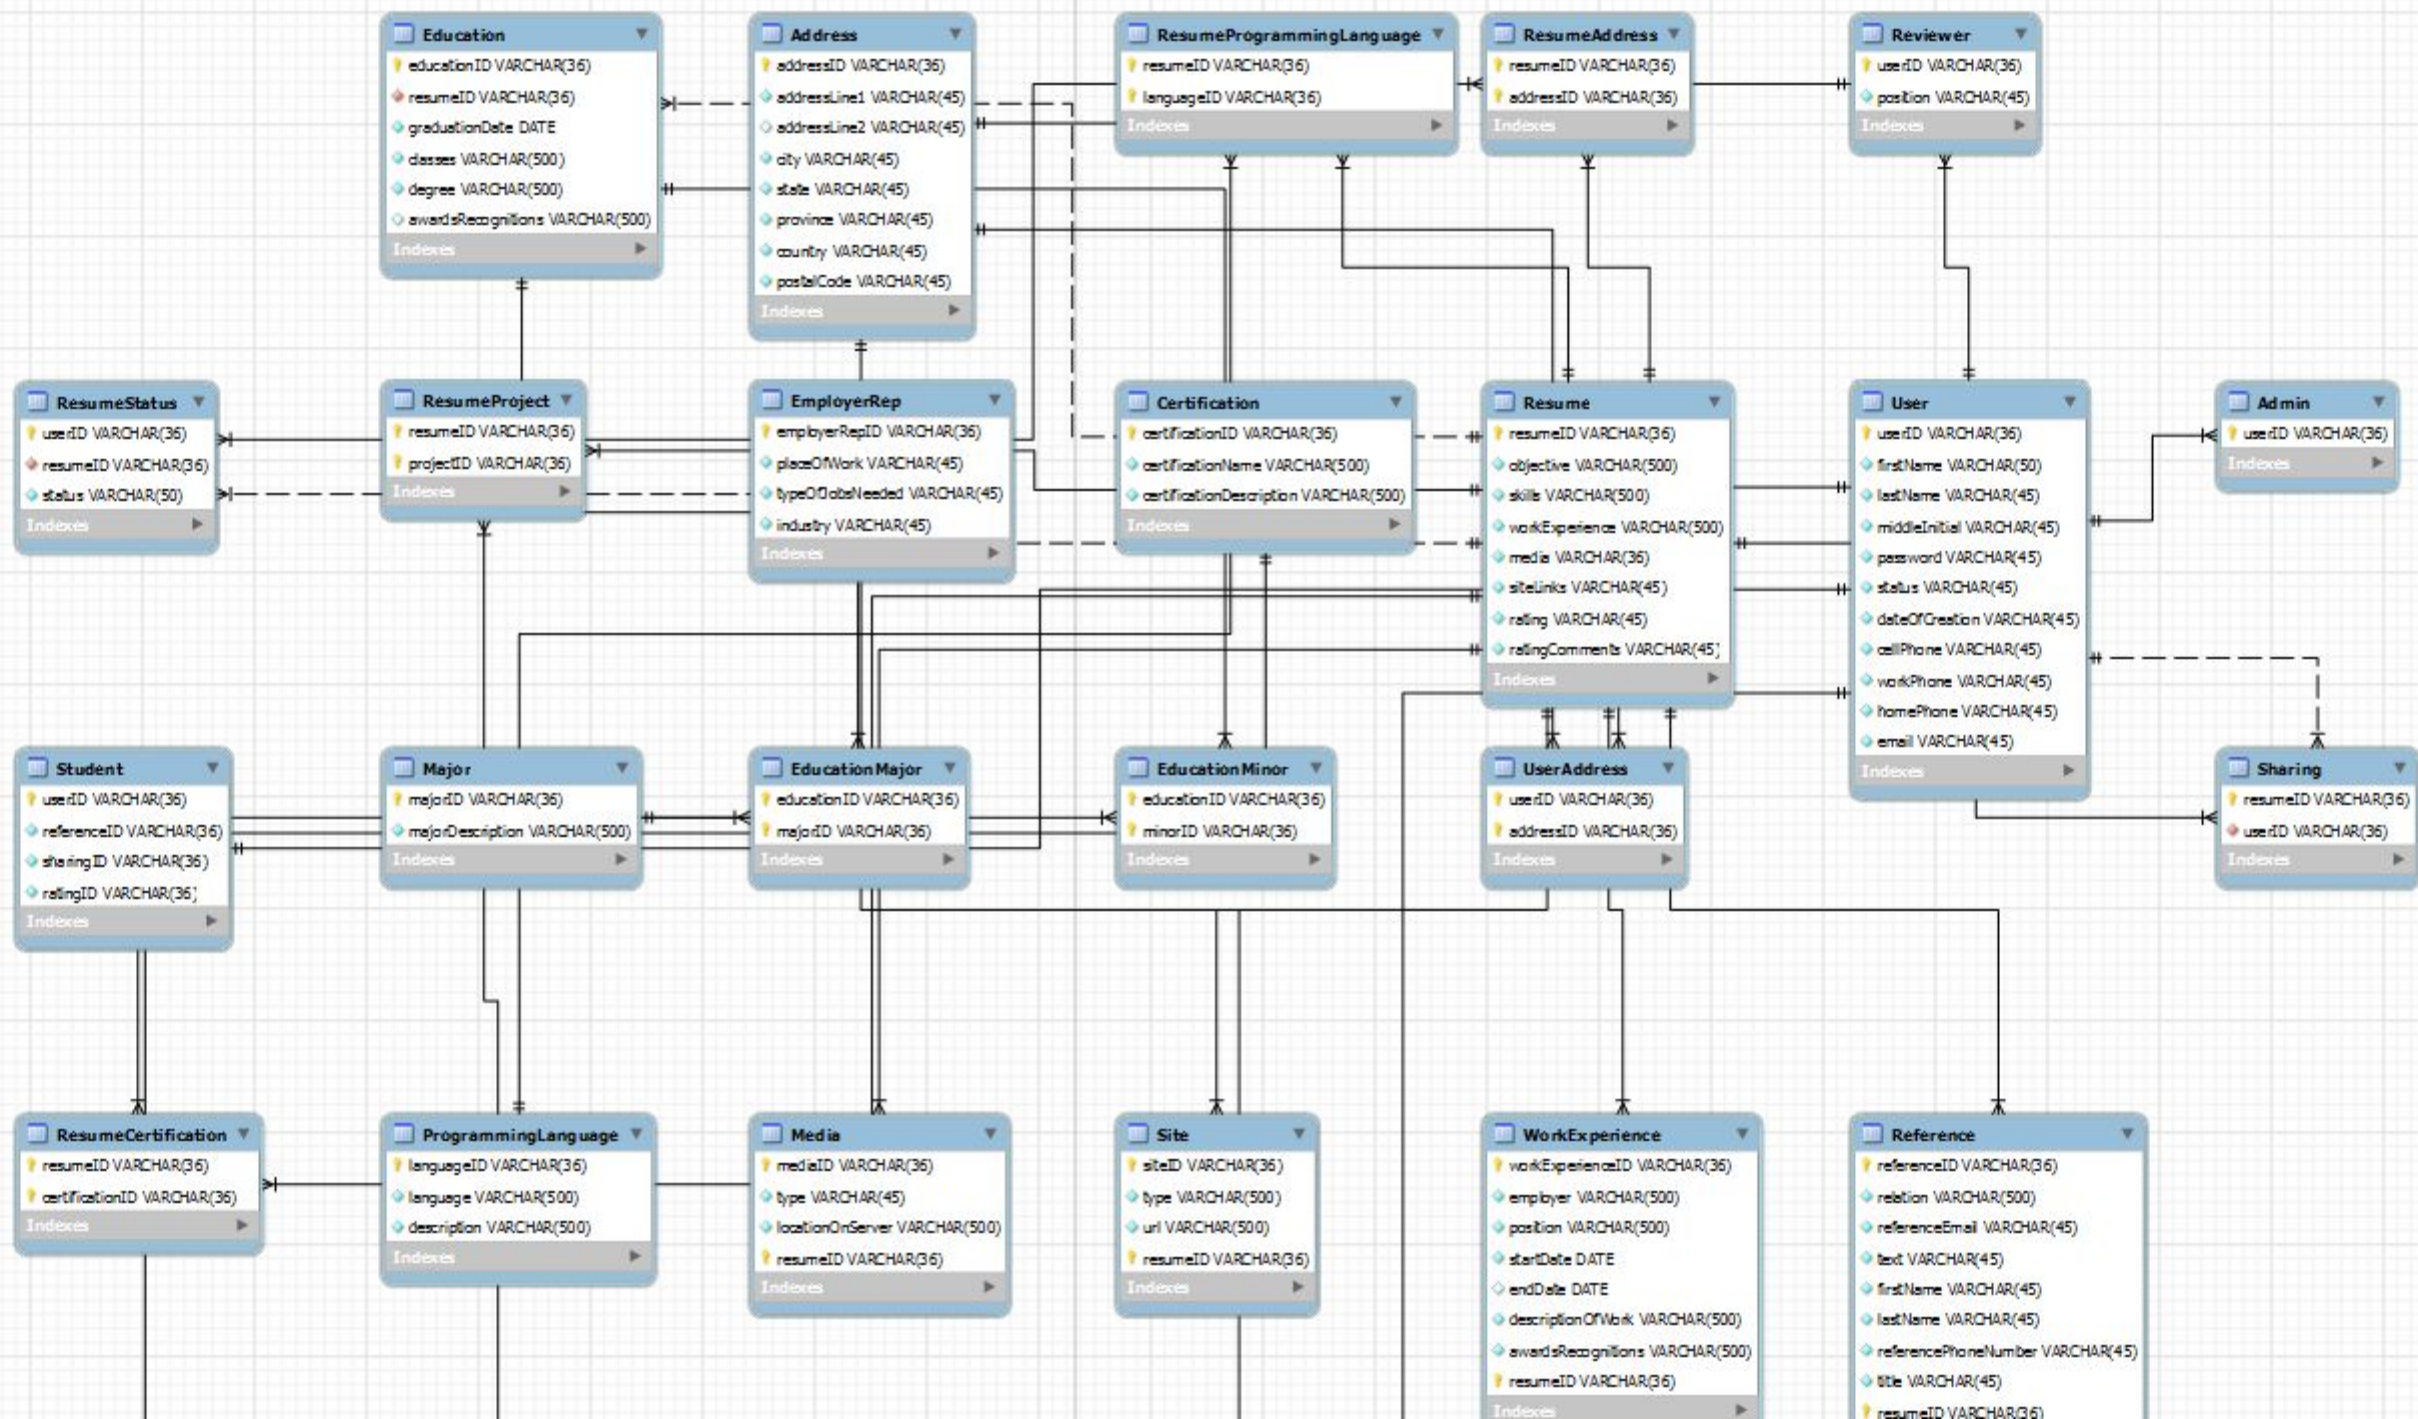 Education
educationID VARCHAR(36)
resumeID VARCHAR(36)
graduationDate DATE
classes VARCHAR(500)
degree VARCHAR(500)
awardsRecognitions VARCHAR(500)
Indexes
Address
addressID VARCHAR(36)
addressLine1 VARCHAR(45)
addressLine2 VARCHAR(45)
city VARCHAR(45)
state VARCHAR(45)
province VARCHAR(45)
country VARCHAR(45)
postalCode VARCHAR(45)
Indexes
ResumeProgrammingLanguage
resumeID VARCHAR(36)
languageID VARCHAR(36)
Indexes
ResumeAddress
resumeID VARCHAR(36)
addressID VARCHAR(36)
Indexes
Reviewer
userID VARCHAR(36)
position VARCHAR(45)
Indexes
ResumeStatus
userID VARCHAR(36)
resumeID VARCHAR(36)
status VARCHAR(50)
Indexes
ResumeProject
resumeID VARCHAR(36)
projectID VARCHAR(36)
Indexes
EmployerRep
employerRepID VARCHAR(36)
placeOfWork VARCHAR(45)
typeOfJobsNeeded VARCHAR(45)
industry VARCHAR(45)
Indexes
Certification
certificationID VARCHAR(36)
certificationName VARCHAR(500)
certificationDescription VARCHAR(500)
Indexes
Resume
resumeID VARCHAR(36)
objective VARCHAR(500)
skills VARCHAR(500)
workExperience VARCHAR(500)
media VARCHAR(36)
siteLinks VARCHAR(45)
rating VARCHAR(45)
ratingComments VARCHAR(45)
Indexes
User
userID VARCHAR(36)
firstName VARCHAR(50)
lastName VARCHAR(45)
middleInitial VARCHAR(45)
password VARCHAR(45)
status VARCHAR(45)
dateOfCreation VARCHAR(45)
cellPhone VARCHAR(45)
workPhone VARCHAR(45)
homePhone VARCHAR(45)
email VARCHAR(45)
Indexes
Admin
userID VARCHAR(36)
Indexes
Student
userID VARCHAR(36)
referenceID VARCHAR(36)
sharingID VARCHAR(36)
ratingID VARCHAR(36)
Indexes
Major
majorID VARCHAR(36)
majorDescription VARCHAR(500)
Indexes
EducationMajor
educationID VARCHAR(36)
majorID VARCHAR(36)
Indexes
EducationMinor
educationID VARCHAR(36)
minorID VARCHAR(36)
Indexes
UserAddress
userID VARCHAR(36)
addressID VARCHAR(36)
Indexes
Sharing
resumeID VARCHAR(36)
userID VARCHAR(36)
Indexes
ResumeCertification
resumeID VARCHAR(36)
certificationID VARCHAR(36)
Indexes
ProgrammingLanguage
languageID VARCHAR(36)
language VARCHAR(500)
description VARCHAR(500)
Indexes
Media
mediaID VARCHAR(36)
type VARCHAR(45)
locationOnServer VARCHAR(500)
resumeID VARCHAR(36)
Indexes
Site
siteID VARCHAR(36)
type VARCHAR(500)
url VARCHAR(500)
resumeID VARCHAR(36)
Indexes
WorkExperience
workExperienceID VARCHAR(36)
employer VARCHAR(500)
position VARCHAR(500)
startDate DATE
endDate DATE
descriptionOfWork VARCHAR(500)
awardsRecognitions VARCHAR(500)
resumeID VARCHAR(36)
Indexes
Reference
referenceID VARCHAR(36)
relation VARCHAR(500)
referenceEmail VARCHAR(45)
text VARCHAR(45)
firstName VARCHAR(45)
lastName VARCHAR(45)
referencePhoneNumber VARCHAR(45)
title VARCHAR(45)
resumeID VARCHAR(36)